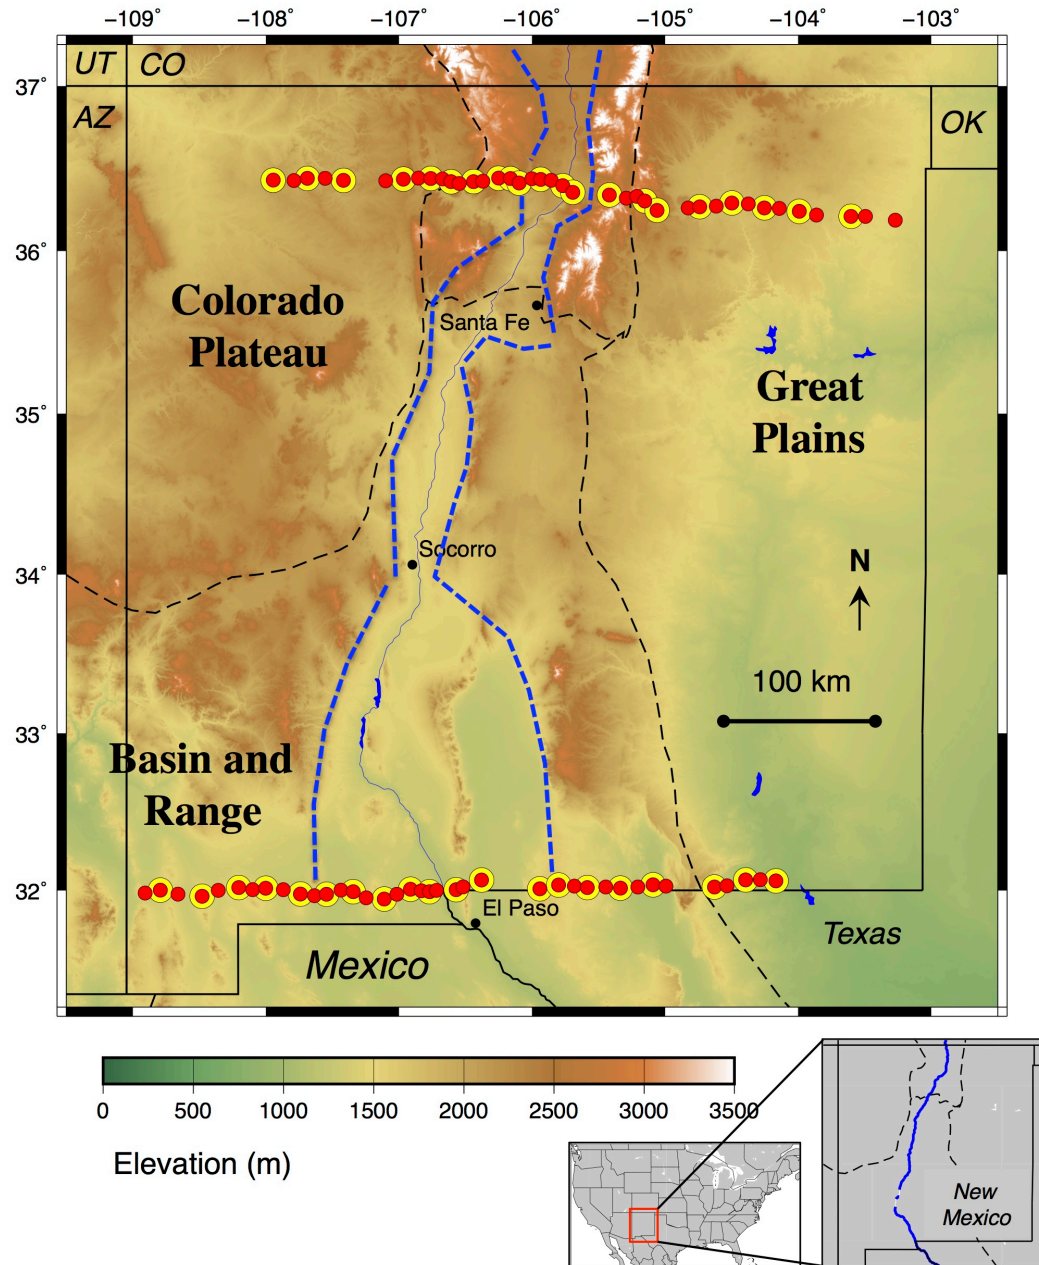 −109˚ −108˚ −107˚ −106˚ −105˚ −104˚ −103˚
UT CO
37˚
AZ
OK
36˚
Colorado
Plateau
Santa Fe
Great
Plains
35˚
Socorro
34˚
N
100 km
33˚
Basin and
Range
32˚
El Paso
Texas
Mexico
0 500 1000 1500 2000 2500 3000 3500
Elevation (m)
New
Mexico